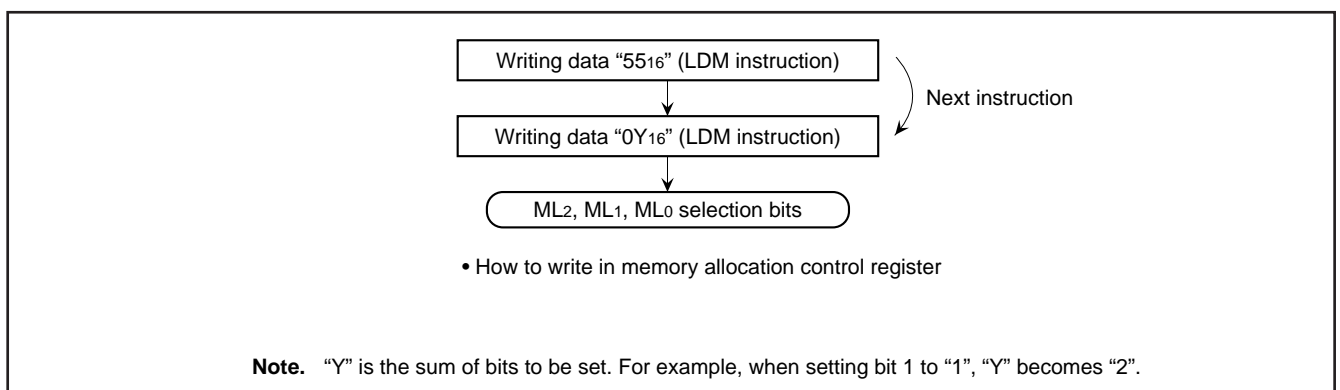 Writing data “5516” (LDM instruction)
Next instruction
Writing data “0Y16” (LDM instruction)
ML2, ML1, ML0 selection bits
• How to write in memory allocation control register
Note. “Y” is the sum of bits to be set. For example, when setting bit 1 to “1”, “Y” becomes “2”.